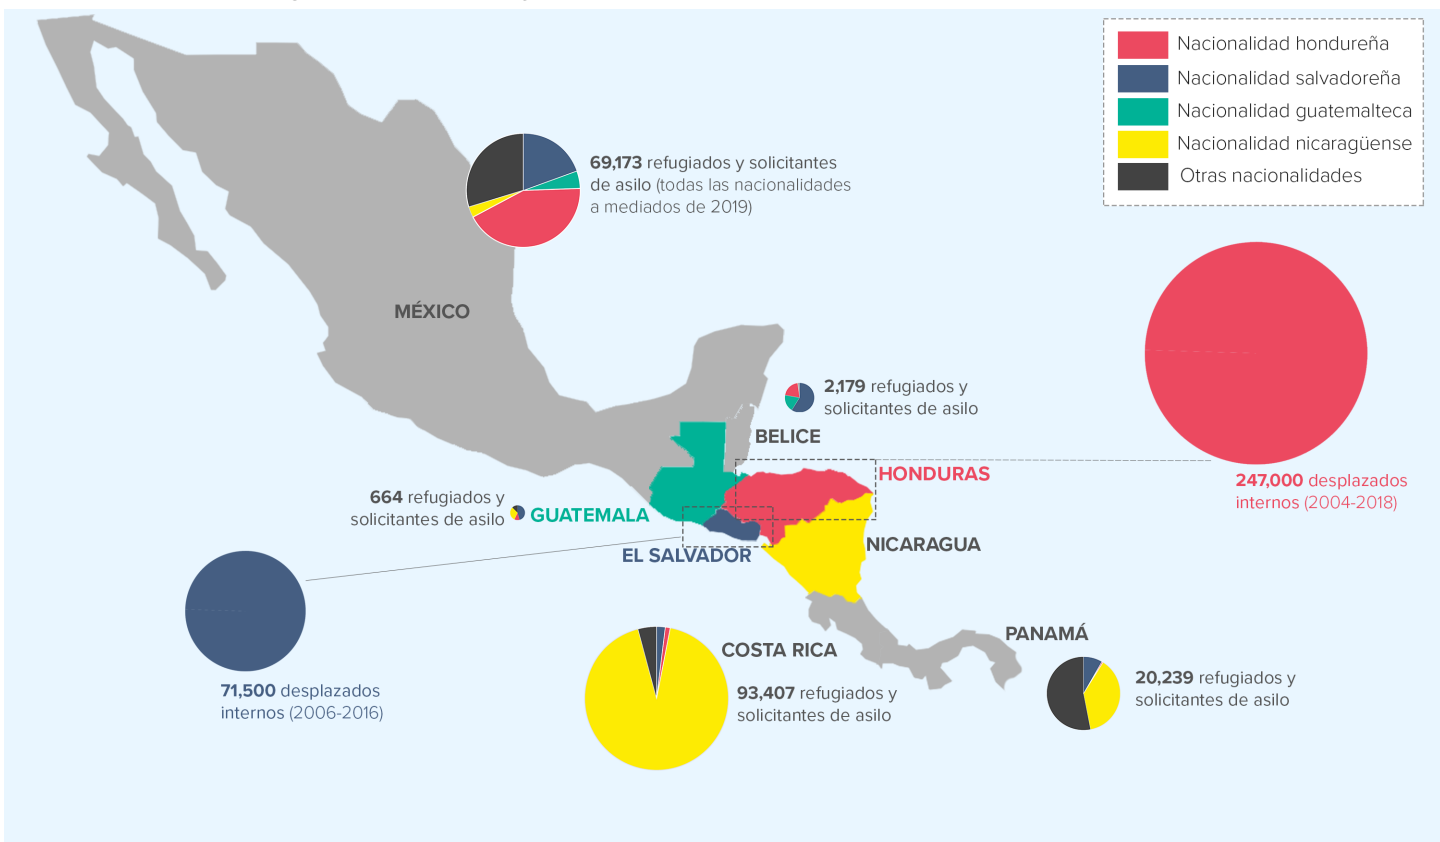 Nacionalidad hondureña
Nacionalidad salvadoreña
Nacionalidad guatemalteca
Nacionalidad nicaragüense
Otras nacionalidades
69,173 refugiados y solicitantes
de asilo (todas las nacionalidades
a mediados de 2019)
MÉXICO
2,179 refugiados y
solicitantes de asilo
BELICE
HONDURAS
247,000 desplazados
internos (2004-2018)
664 refugiados y
solicitantes de asilo
GUATEMALA
EL SALVADOR
NICARAGUA
71,500 desplazados
internos (2006-2016)
COSTA RICA
93,407 refugiados y
solicitantes de asilo
PANAMÁ
20,239 refugiados y
solicitantes de asilo